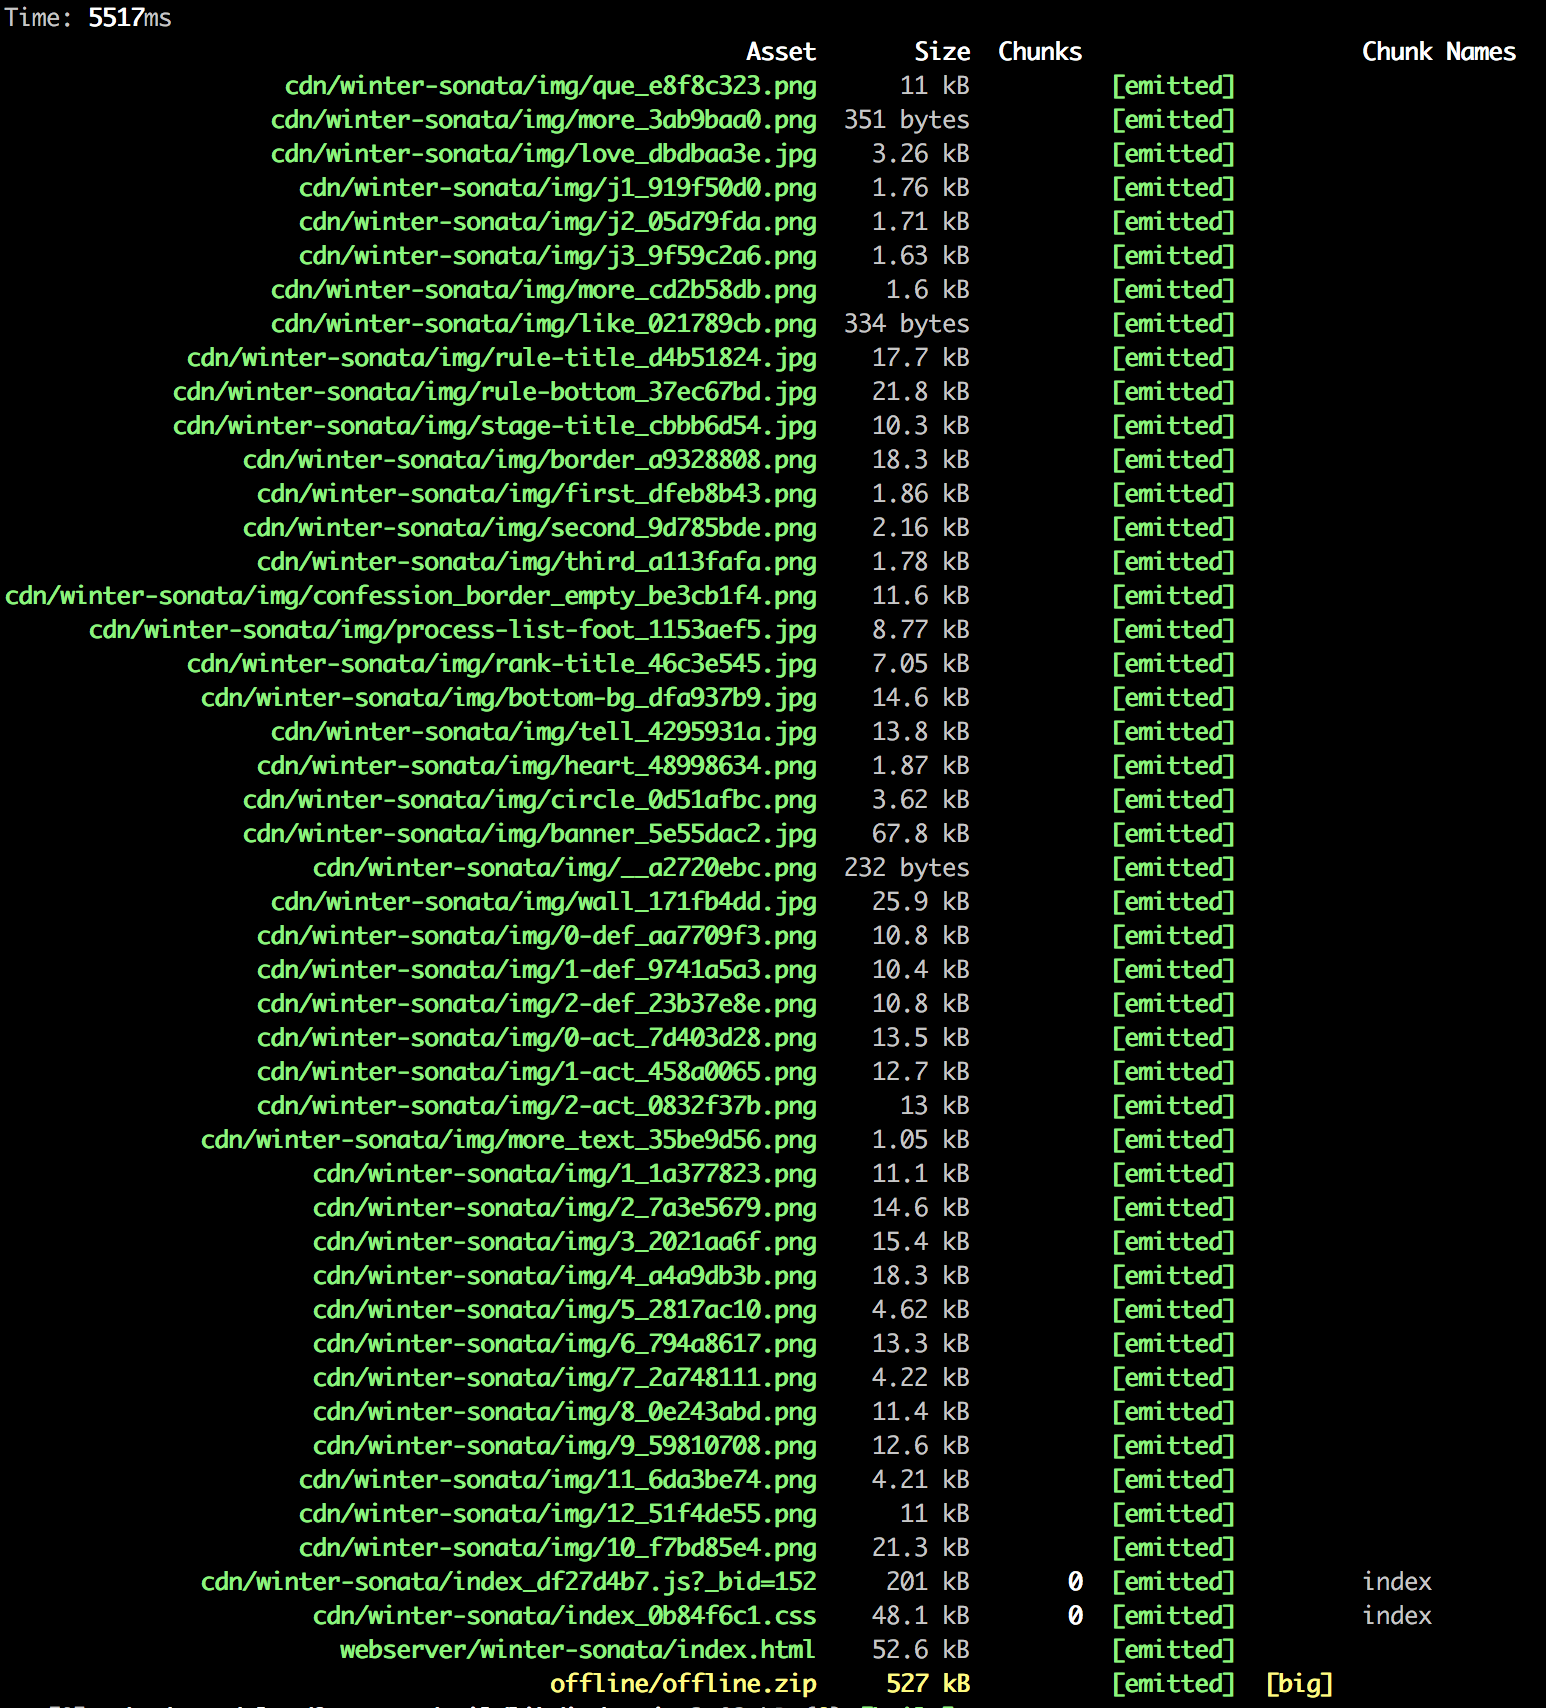 Time: 5517ms
Asset Size Chunks Chunk Names
cdn/winter-sonata/img/que_e8f8c323.png 11 kB [emitted]
cdn/winter-sonata/img/more_3ab9baa0.png 351 bytes [emitted]
cdn/winter-sonata/img/love_dbdbaa3e.jpg 3.26 kB [emitted]
cdn/winter-sonata/img/j1_919f50d0.png 1.76 kB [emitted]
cdn/winter-sonata/img/j2_05d79fda.png 1.71 kB [emitted]
cdn/winter-sonata/img/j3_9f59c2a6.png 1.63 kB [emitted]
cdn/winter-sonata/img/more_cd2b58db.png 1.6 kB [emitted]
cdn/winter-sonata/img/like_021789cb.png 334 bytes [emitted]
cdn/winter-sonata/img/rule-title_d4b51824.jpg 17.7 kB [emitted]
cdn/winter-sonata/img/rule-bottom_37ec67bd.jpg 21.8 kB [emitted]
cdn/winter-sonata/img/stage-title_cbbb6d54.jpg 10.3 kB [emitted]
cdn/winter-sonata/img/border_a9328808.png 18.3 kB [emitted]
cdn/winter-sonata/img/first_dfeb8b43.png 1.86 kB [emitted]
cdn/winter-sonata/img/second_9d785bde.png 2.16 kB [emitted]
cdn/winter-sonata/img/third_a113fafa.png 1.78 kB [emitted]
cdn/winter-sonata/img/confession_border_empty_be3cb1f4.png 11.6 kB [emitted]
cdn/winter-sonata/img/process-list-foot_1153aef5.jpg 8.77 kB [emitted]
cdn/winter-sonata/img/rank-title_46c3e545.jpg 7.05 kB [emitted]
cdn/winter-sonata/img/bottom-bg_dfa937b9.jpg 14.6 kB [emitted]
cdn/winter-sonata/img/tell_4295931a.jpg 13.8 kB [emitted]
cdn/winter-sonata/img/heart_48998634.png 1.87 kB [emitted]
cdn/winter-sonata/img/circle_0d51afbc.png 3.62 kB [emitted]
cdn/winter-sonata/img/banner_5e55dac2.jpg 67.8 kB [emitted]
cdn/winter-sonata/img/__a2720ebc.png 232 bytes [emitted]
cdn/winter-sonata/img/wall_171fb4dd.jpg 25.9 kB [emitted]
cdn/winter-sonata/img/0-def_aa7709f3.png 10.8 kB [emitted]
cdn/winter-sonata/img/1-def_9741a5a3.png 10.4 kB [emitted]
cdn/winter-sonata/img/2-def_23b37e8e.png 10.8 kB [emitted]
cdn/winter-sonata/img/0-act_7d403d28.png 13.5 kB [emitted]
cdn/winter-sonata/img/1-act_458a0065.png 12.7 kB [emitted]
cdn/winter-sonata/img/2-act_0832f37b.png 13 kB [emitted]
cdn/winter-sonata/img/more_text_35be9d56.png 1.05 kB [emitted]
cdn/winter-sonata/img/1_1a377823.png 11.1 kB [emitted]
cdn/winter-sonata/img/2_7a3e5679.png 14.6 kB [emitted]
cdn/winter-sonata/img/3_2021aa6f.png 15.4 kB [emitted]
cdn/winter-sonata/img/4_a4a9db3b.png 18.3 kB [emitted]
cdn/winter-sonata/img/5_2817ac10.png 4.62 kB [emitted]
cdn/winter-sonata/img/6_794a8617.png 13.3 kB [emitted]
cdn/winter-sonata/img/7_2a748111.png 4.22 kB [emitted]
cdn/winter-sonata/img/8_0e243abd.png 11.4 kB [emitted]
cdn/winter-sonata/img/9_59810708.png 12.6 kB [emitted]
cdn/winter-sonata/img/11_6da3be74.png 4.21 kB [emitted]
cdn/winter-sonata/img/12_51f4de55.png 11 kB [emitted]
cdn/winter-sonata/img/10_f7bd85e4.png 21.3 kB [emitted]
cdn/winter-sonata/index_df27d4b7.js?_bid=152 201 kB 0 [emitted] index
cdn/winter-sonata/index_0b84f6c1.css 48.1 kB 0 [emitted] index
webserver/winter-sonata/index.html 52.6 kB [emitted]
offline/offline.zip 527 kB [emitted] [big]